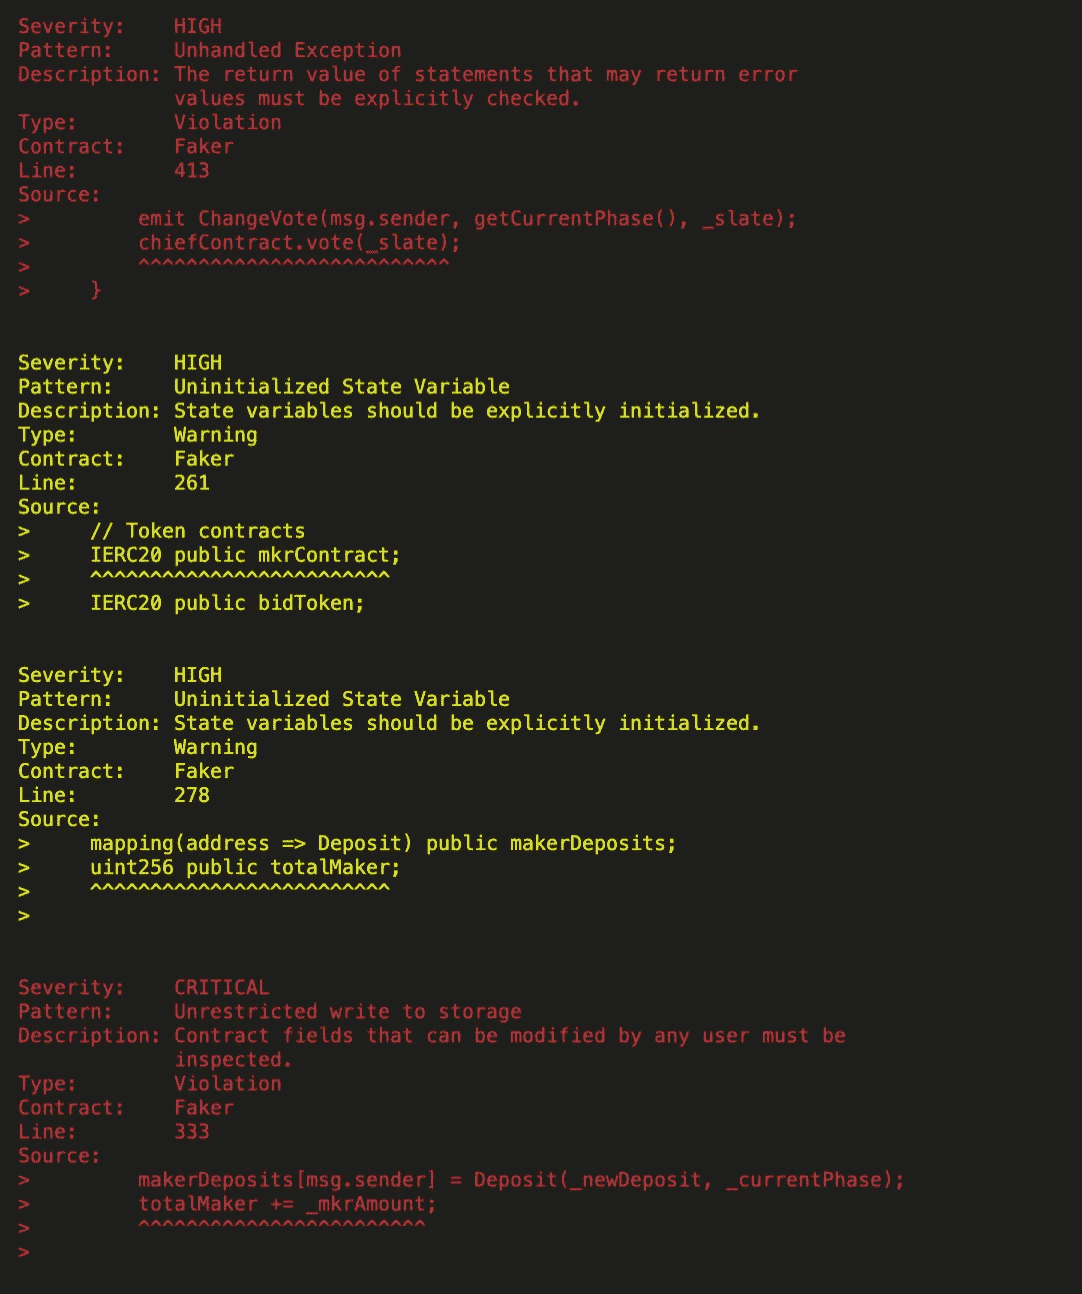 Severity:    HIGH
Pattern:     Unhandled Exception
Description: The return value of statements that may return error
             values must be explicitly checked.
Type:        Violation
Contract:    Faker
Line:        413
Source:
>         emit ChangeVote(msg.sender, getCurrentPhase(), _slate);
>         chiefContract.vote(_slate);
>         ^^^^^^^^^^^^^^^^^^^^^^^^^^
>     }
Severity:    HIGH
Pattern:     Uninitialized State Variable
Description: State variables should be explicitly initialized.
Type:        Warning
Contract:    Faker
Line:        261
Source:
>     // Token contracts
>     IERC20 public mkrContract;
>     ^^^^^^^^^^^^^^^^^^^^^^^^^
>     IERC20 public bidToken;
Severity:    HIGH
Pattern:     Uninitialized State Variable
Description: State variables should be explicitly initialized.
Type:        Warning
Contract:    Faker
Line:        278
Source:
>     mapping(address => Deposit) public makerDeposits;
>     uint256 public totalMaker;
>     ^^^^^^^^^^^^^^^^^^^^^^^^^
>
Severity:    CRITICAL
Pattern:     Unrestricted write to storage
Description: Contract fields that can be modified by any user must be
             inspected.
Type:        Violation
Contract:    Faker
Line:        333
Source:
>         makerDeposits[msg.sender] = Deposit(_newDeposit, _currentPhase);
>         totalMaker += _mkrAmount;
>         ^^^^^^^^^^^^^^^^^^^^^^^^
>